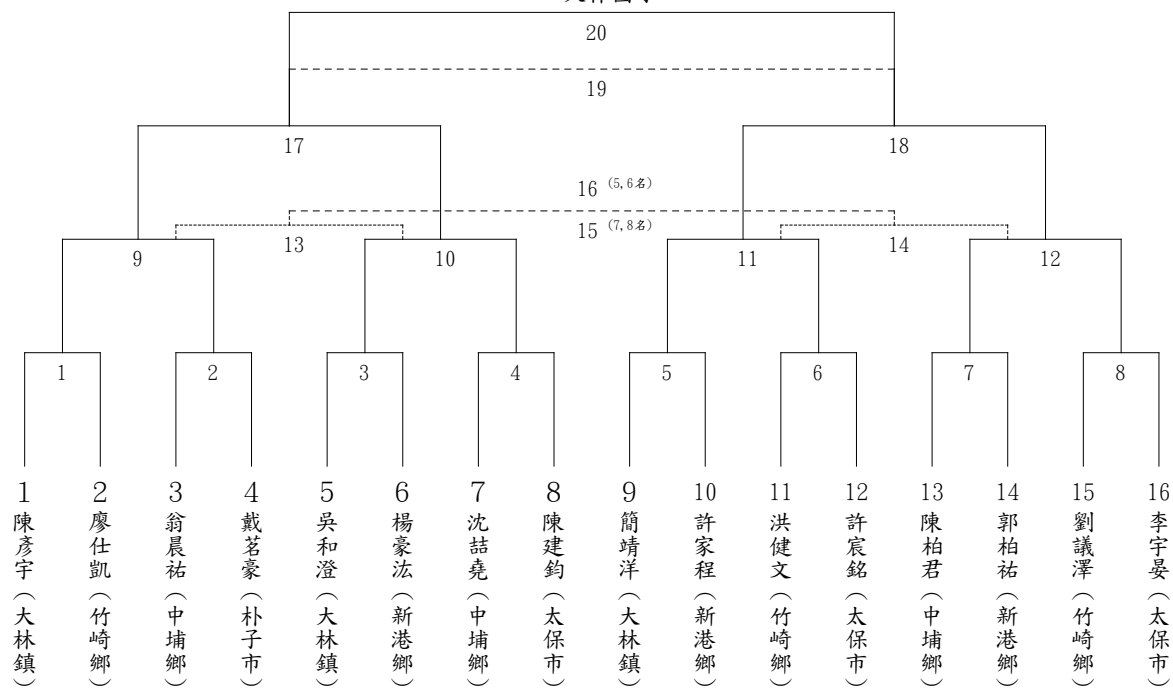 20
19
17
18
16 (5,6名)
15 (7,8名)
13
14
9
10
11
12
1
2
3
4
5
6
7
8
1 陳彥宇（大林鎮）
2 廖仕凱（竹崎鄉）
3 翁晨祐（中埔鄉）
4 戴茗豪（朴子市）
5 吳和澄（大林鎮）
6 楊豪汯（新港鄉）
7 沈喆堯（中埔鄉）
8 陳建鈞（太保市）
9 簡靖洋（大林鎮）
10 許家程（新港鄉）
11 洪健文（竹崎鄉）
12 許宸銘（太保市）
13 陳柏君（中埔鄉）
14 郭柏祐（新港鄉）
15 劉議澤（竹崎鄉）
16 李宇晏（太保市）